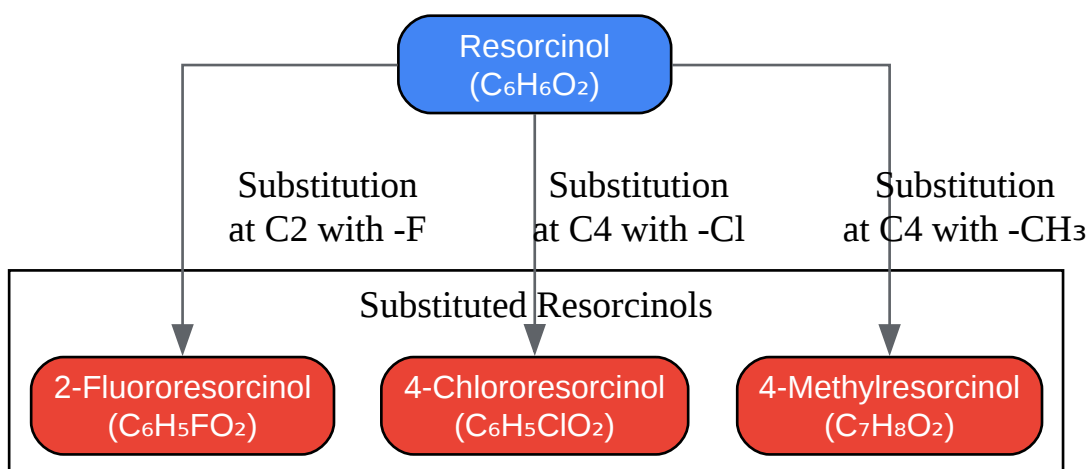 Resorcinol
(C₆H₆O₂)
Substitution
at C2 with -F
Substitution
at C4 with -Cl
Substitution
at C4 with -CH₃
Substituted Resorcinols
2-Fluororesorcinol
(C₆H₅FO₂)
4-Chlororesorcinol
(C₆H₅ClO₂)
4-Methylresorcinol
(C₇H₈O₂)